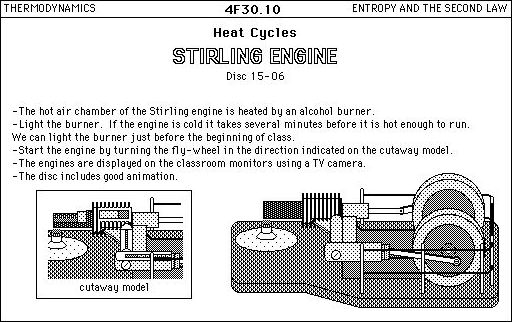 THERMODYNAMICS 4F30.10 ENTROPY AND THE SECOND LAW
Heat Cycles
STIRLING ENGINE
Disc 15-06
-The hot air chamber of the Stirling engine is heated by an alcohol burner.
-Light the burner. If the engine is cold it takes several minutes before it is hot enough to run.
We can light the burner just before the beginning of class.
-Start the engine by turning the fly-wheel in the direction indicated on the cutaway model.
-The engines are displayed on the classroom monitors using a TV camera.
-The disc includes good animation.
cutaway model